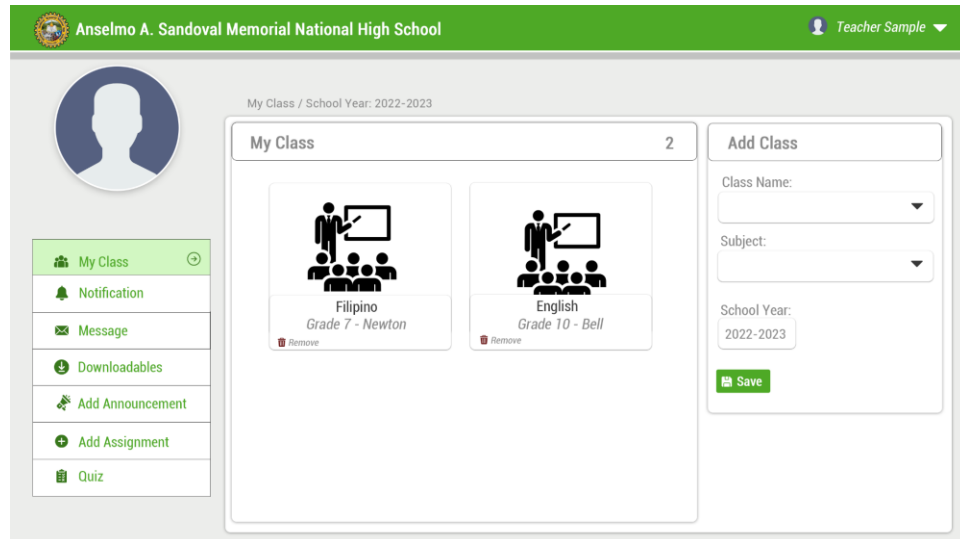 Anselmo A. Sandoval Memorial National High School
Teacher Sample
My Class / School Year: 2022-2023
My Class 2
Filipino
Grade 7 - Newton
Remove
English
Grade 10 - Bell
Remove
Add Class
Class Name:
Subject:
School Year:
2022-2023
Save
My Class
Notification
Message
Downloadables
Add Announcement
Add Assignment
Quiz